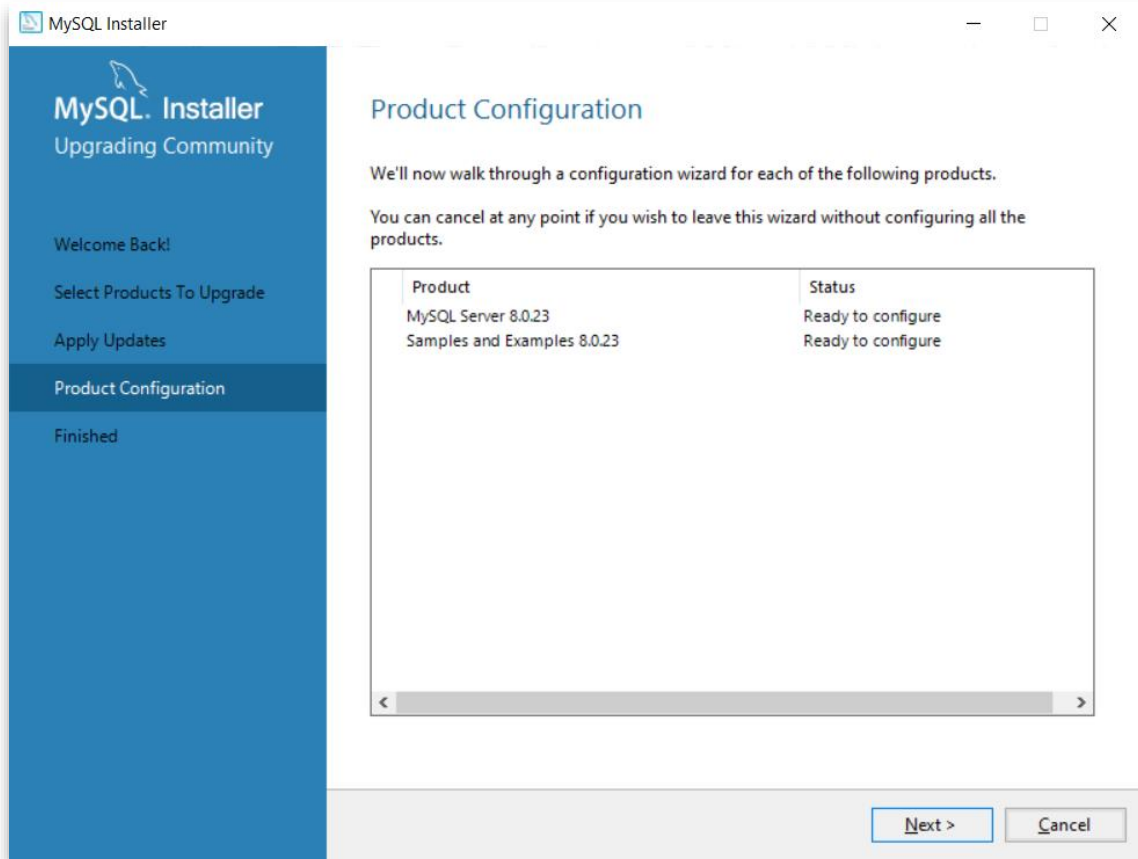 MySQL Installer
MySQL. Installer
Upgrading Community
Welcome Back!
Select Products To Upgrade
Apply Updates
Product Configuration
Finished
Product Configuration
We'll now walk through a configuration wizard for each of the following products.
You can cancel at any point if you wish to leave this wizard without configuring all the
products.
Product Status
MySQL Server 8.0.23 Ready to configure
Samples and Examples 8.0.23 Ready to configure
Next > Cancel